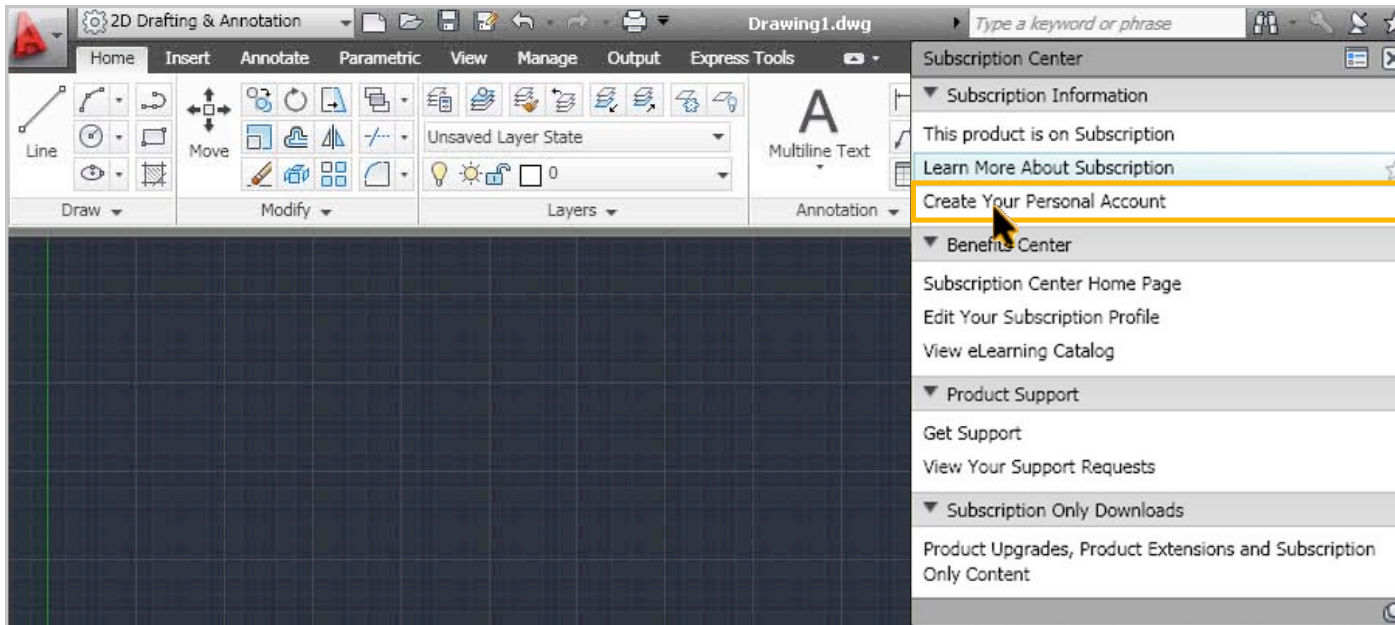 2D Drafting & Annotation
Drawing1.dwg
Type a keyword or phrase
Home Insert Annotate Parametric View Manage Output Express Tools
Line
Move
Unsaved Layer State
0
A
Multiline Text
Draw
Modify
Layers
Annotation
Subscription Center
Subscription Information
This product is on Subscription
Learn More About Subscription
Create Your Personal Account
Benefits Center
Subscription Center Home Page
Edit Your Subscription Profile
View eLearning Catalog
Product Support
Get Support
View Your Support Requests
Subscription Only Downloads
Product Upgrades, Product Extensions and Subscription
Only Content